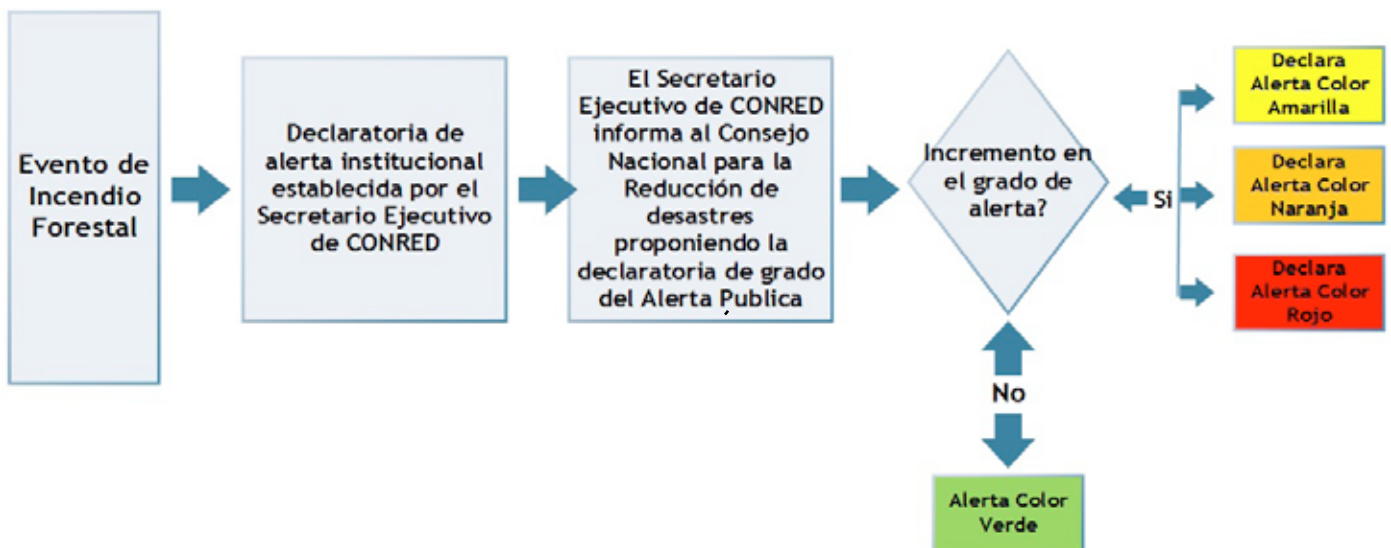 Evento de
Incendio
Forestal
Declaratoria de
alerta institucional
establecida por el
Secretario Ejecutivo
de CONRED
El Secretario
Ejecutivo de CONRED
informa al Consejo
Nacional para la
Reducción de
desastres
proponiendo la
declaratoria de grado
del Alerta Publica
Incremento en
el grado de
alerta?
Si
Declara
Alerta Color
Amarilla
Declara
Alerta Color
Naranja
Declara
Alerta Color
Rojo
No
Alerta Color
Verde